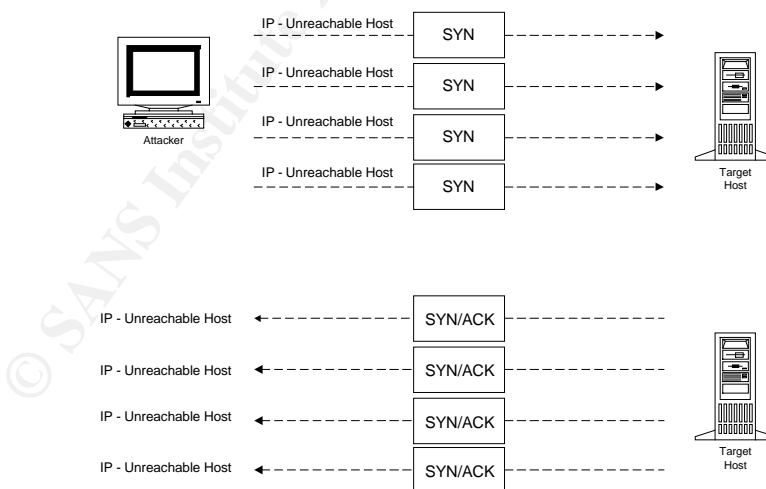 IP - Unreachable Host SYN
IP - Unreachable Host SYN
IP - Unreachable Host SYN
IP - Unreachable Host SYN
Attacker
Target
Host
IP - Unreachable Host SYN/ACK
IP - Unreachable Host SYN/ACK
IP - Unreachable Host SYN/ACK
IP - Unreachable Host SYN/ACK
Target
Host
© SANS Institute